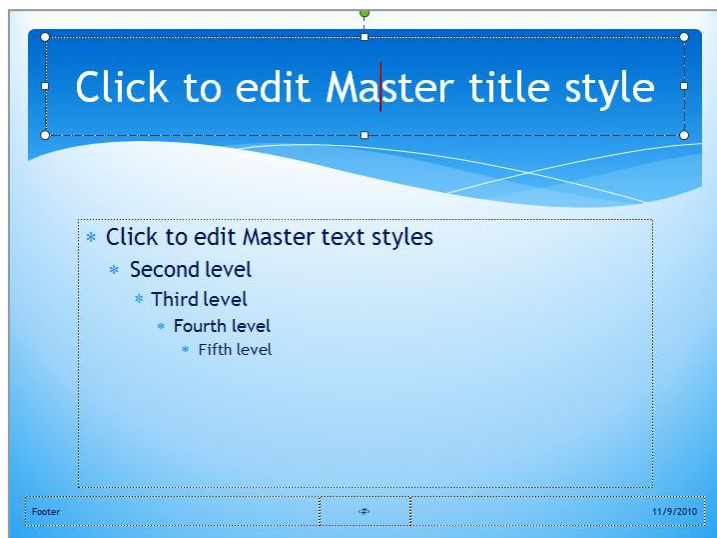 Click to edit Master title style
* Click to edit Master text styles
* Second level
* Third level
* Fourth level
* Fifth level
Footer ‹#› 11/9/2010